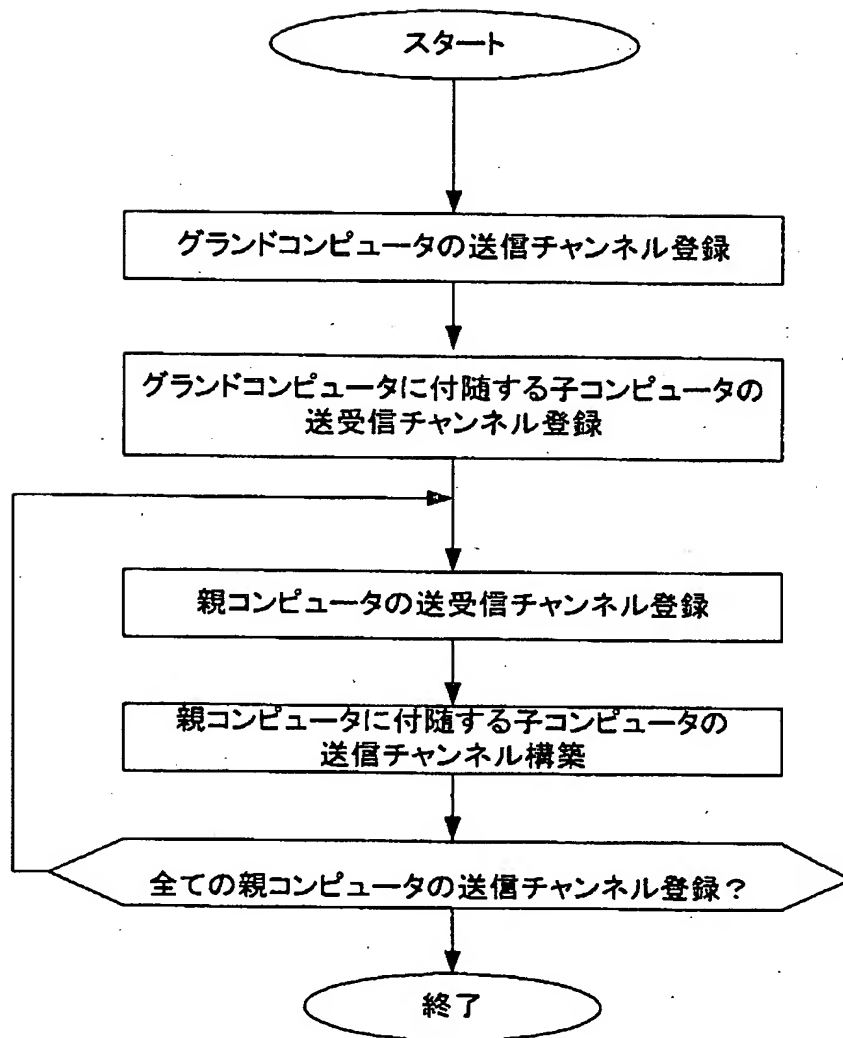 スタート
グランドコンピュータの送信チャンネル登録
グランドコンピュータに付随する子コンピュータの
送受信チャンネル登録
親コンピュータの送受信チャンネル登録
親コンピュータに付随する子コンピュータの
送信チャンネル構築
全ての親コンピュータの送信チャンネル登録？
終了